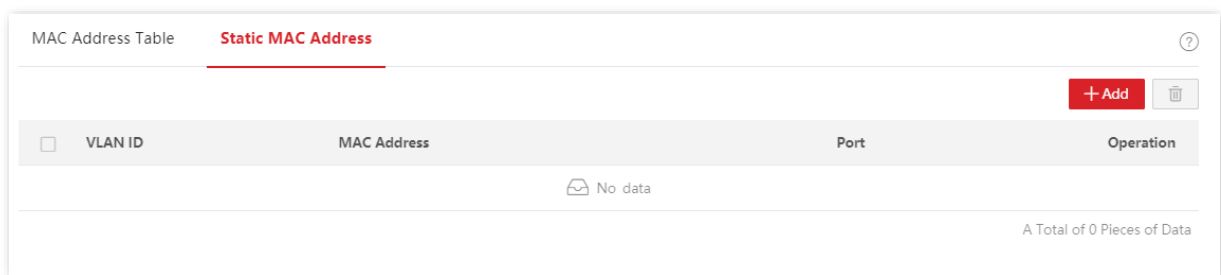 MAC Address Table Static MAC Address ?
+ Add
VLAN ID MAC Address Port Operation
No data
A Total of 0 Pieces of Data